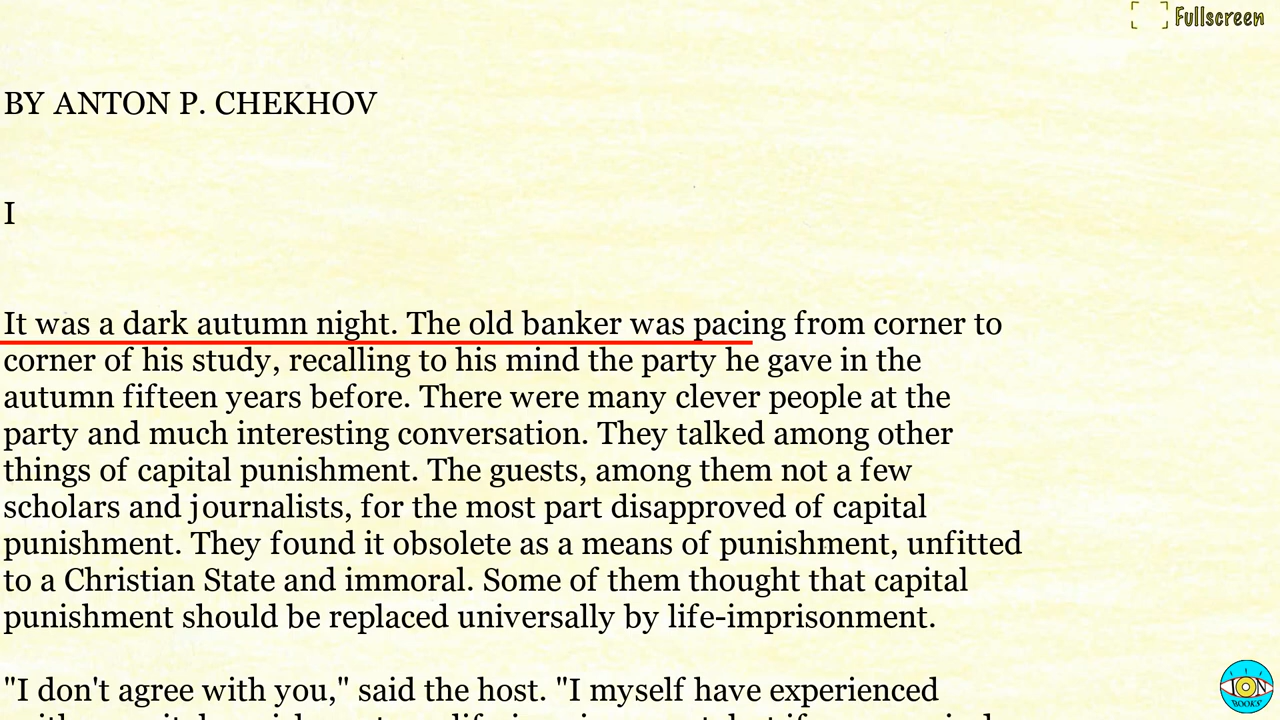 Fullscreen
BY ANTON P. CHEKHOV
I
It was a dark autumn night. The old banker was pacing from corner to
corner of his study, recalling to his mind the party he gave in the
autumn fifteen years before. There were many clever people at the
party and much interesting conversation. They talked among other
things of capital punishment. The guests, among them not a few
scholars and journalists, for the most part disapproved of capital
punishment. They found it obsolete as a means of punishment, unfitted
to a Christian State and immoral. Some of them thought that capital
punishment should be replaced universally by life-imprisonment.
"I don't agree with you," said the host. "I myself have experienced
ION
BOOKS